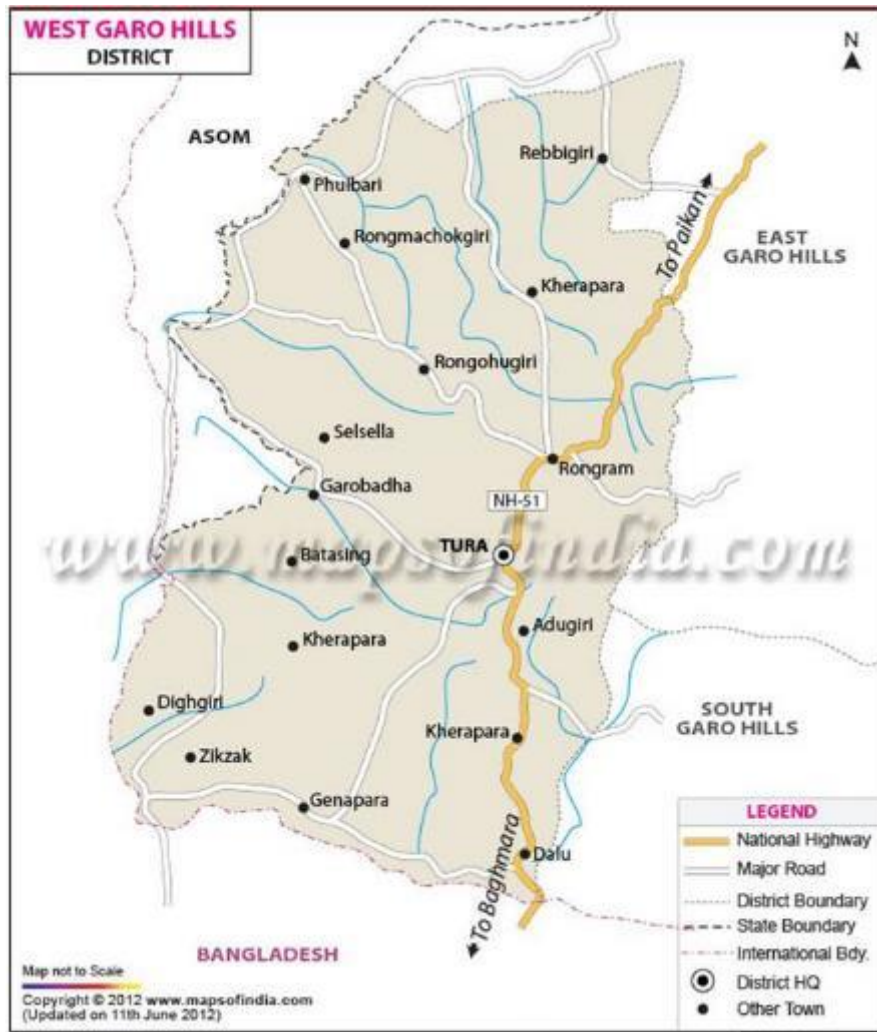 WEST GARO HILLS
DISTRICT
N
ASOM
Rebbigiri
Phulbari
To Paikan
Rongmachokgiri
EAST
GARO HILLS
Kherapara
Rongohugiri
Selsella
Rongram
Garobadha
NH-51
www.mapsofindia.com
TURA
Batasing
Adugiri
Kherapara
Dighgiri
SOUTH
GARO HILLS
Kherapara
Zikzak
Genapara
Dalu
To Baghmara
BANGLADESH
LEGEND
National Highway
Major Road
District Boundary
State Boundary
International Bdy.
District HQ
Other Town
Map not to Scale
Copyright © 2012 www.mapsofindia.com
(Updated on 11th June 2012)